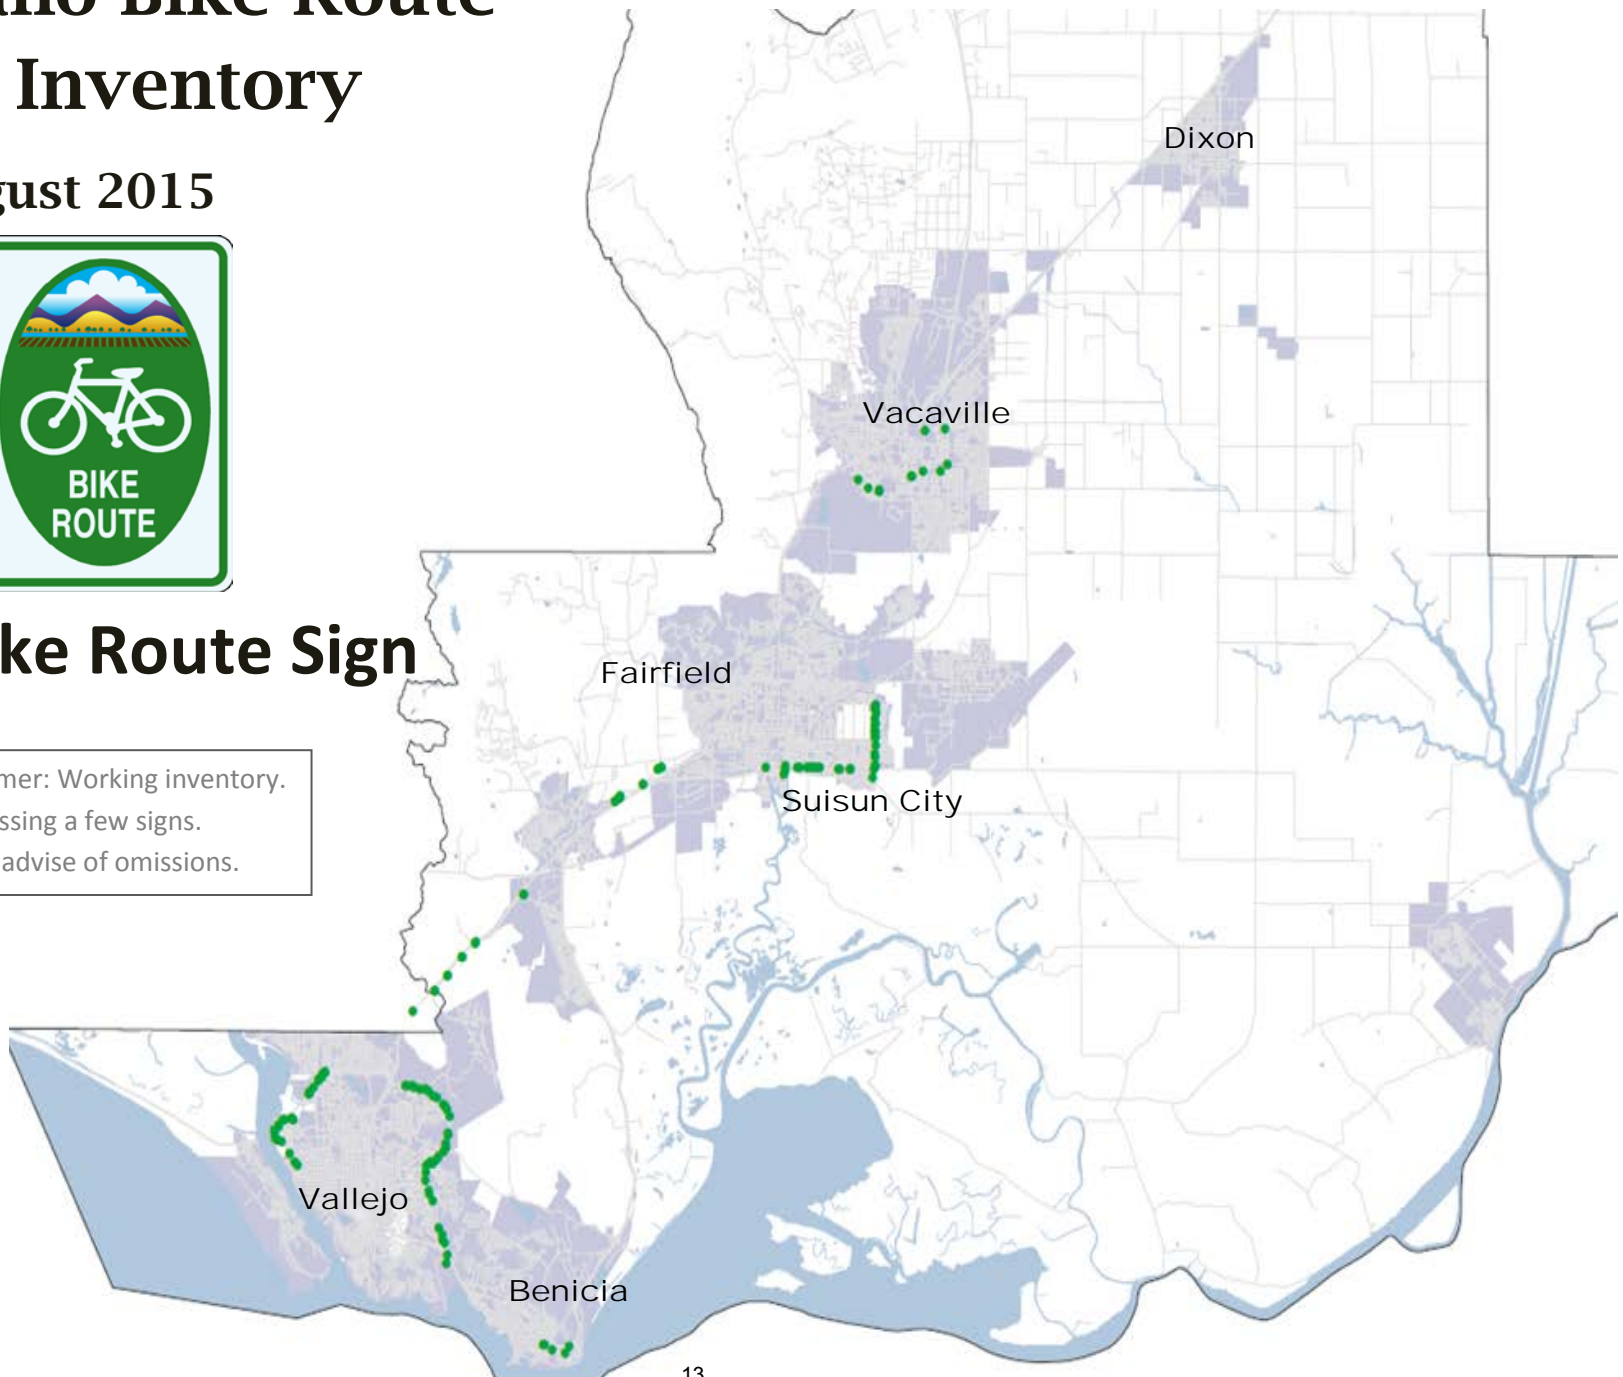 Inventory
gust 2015
BIKE
ROUTE
ke Route Sign
mer: Working inventory.
ssing a few signs.
advise of omissions.
Dixon
Vacaville
Fairfield
Suisun City
Vallejo
Benicia
13